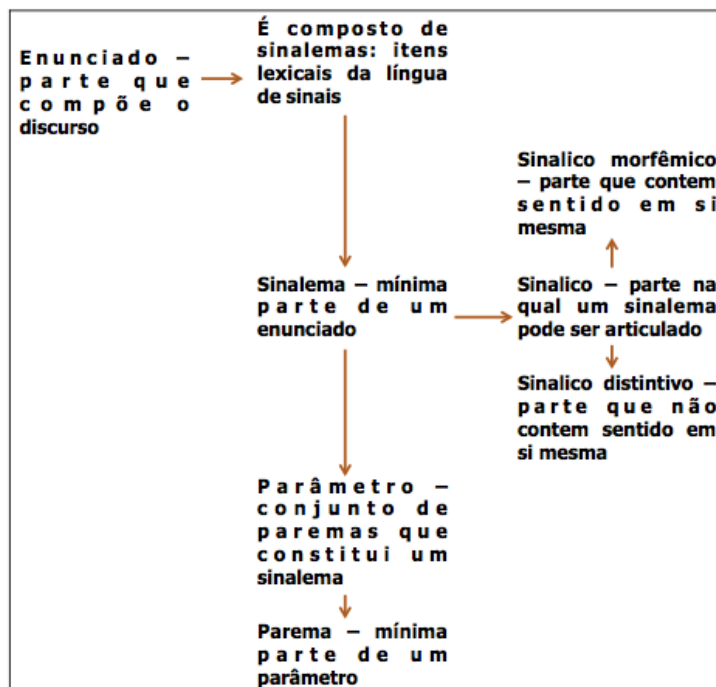 Enunciado –
parte que
compõe o
discurso
É composto de
sinalemas: itens
lexicais da língua
de sinais
Sinalico morfêmico
– parte que contem
sentido em si
mesma
Sinalema – mínima
parte de um
enunciado
Sinalico – parte na
qual um sinalema
pode ser articulado
Sinalico distintivo –
parte que não
contem sentido em
si mesma
Parâmetro –
conjunto de
paremas que
constitui um
sinalema
Parema – mínima
parte de um
parâmetro